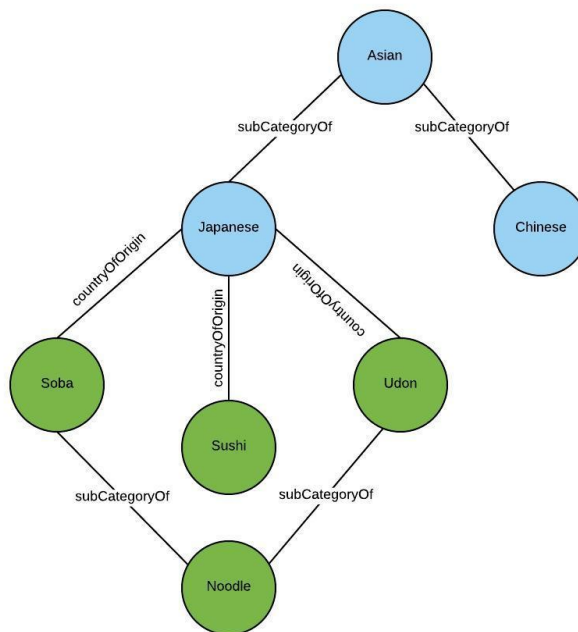 Asian
subCategoryOf
subCategoryOf
Japanese
Chinese
countryOfOrigin
countryOfOrigin
countryOfOrigin
Soba
Udon
Sushi
subCategoryOf
subCategoryOf
Noodle